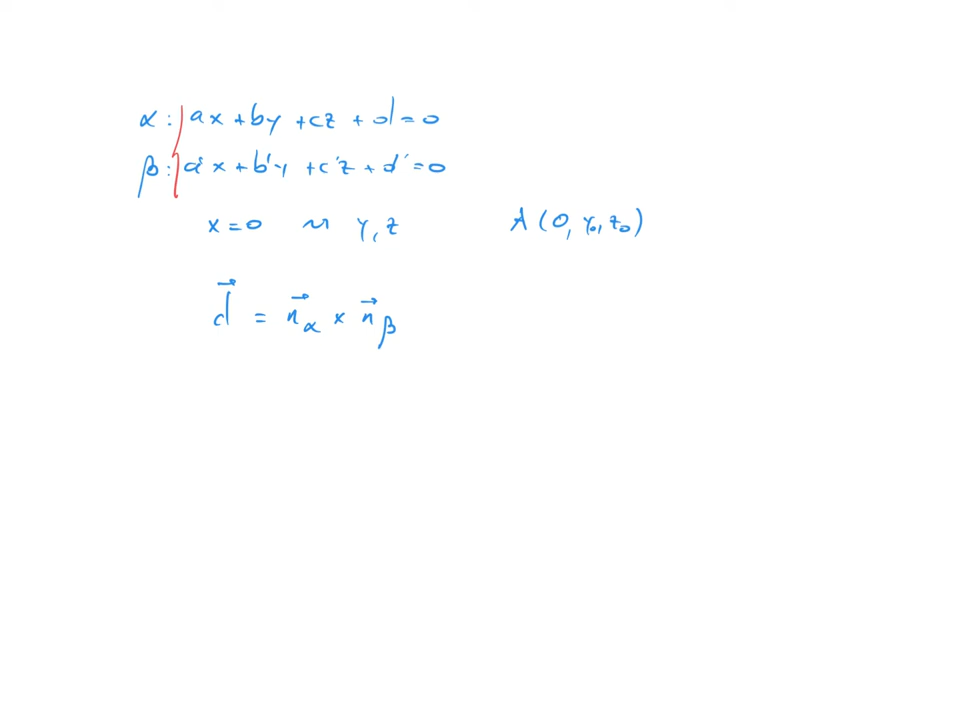 α: ax + by + cz + d = 0
β: a'x + b'y + c'z + d' = 0
x = 0 ⇝ y, z A (0, y₀, z₀)
d⃗ = n⃗α × n⃗β